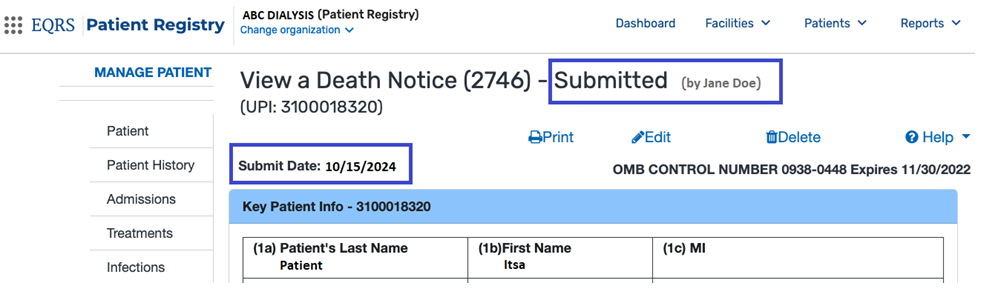 EQRS Patient Registry
ABC DIALYSIS (Patient Registry)
Change organization
Dashboard Facilities Patients Reports
MANAGE PATIENT
Patient
Patient History
Admissions
Treatments
Infections
View a Death Notice (2746) - Submitted (by Jane Doe)
(UPI: 3100018320)
Print Edit Delete Help
Submit Date: 10/15/2024
OMB CONTROL NUMBER 0938-0448 Expires 11/30/2022
Key Patient Info - 3100018320
(1a) Patient's Last Name (1b)First Name (1c) MI
Patient Itsa